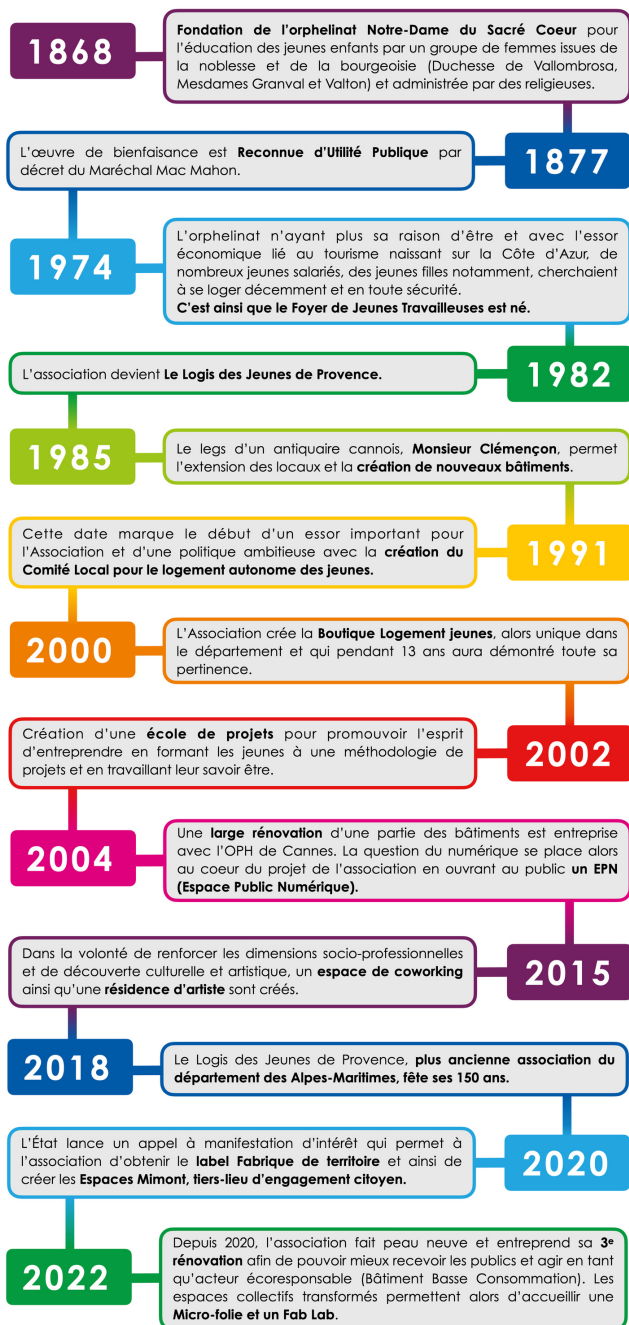 1868
Fondation de l'orphelinat Notre-Dame du Sacré Coeur pour
l'éducation des jeunes enfants par un groupe de femmes issues de
la noblesse et de la bourgeoisie (Duchesse de Vallombrosa,
Mesdames Granval et Valton) et administrée par des religieuses.
1877
L'œuvre de bienfaisance est Reconnue d'Utilité Publique par
décret du Maréchal Mac Mahon.
1974
L'orphelinat n'ayant plus sa raison d'être et avec l'essor
économique lié au tourisme naissant sur la Côte d'Azur, de
nombreux jeunes salariés, des jeunes filles notamment, cherchaient
à se loger décemment et en toute sécurité.
C'est ainsi que le Foyer de Jeunes Travailleuses est né.
1982
L'association devient Le Logis des Jeunes de Provence.
1985
Le legs d'un antiquaire cannois, Monsieur Clémençon, permet
l'extension des locaux et la création de nouveaux bâtiments.
1991
Cette date marque le début d'un essor important pour
l'Association et d'une politique ambitieuse avec la création du
Comité Local pour le logement autonome des jeunes.
2000
L'Association crée la Boutique Logement jeunes, alors unique dans
le département et qui pendant 13 ans aura démontré toute sa
pertinence.
2002
Création d'une école de projets pour promouvoir l'esprit
d'entreprendre en formant les jeunes à une méthodologie de
projets et en travaillant leur savoir être.
2004
Une large rénovation d'une partie des bâtiments est entreprise
avec l'OPH de Cannes. La question du numérique se place alors
au coeur du projet de l'association en ouvrant au public un EPN
(Espace Public Numérique).
2015
Dans la volonté de renforcer les dimensions socio-professionnelles
et de découverte culturelle et artistique, un espace de coworking
ainsi qu'une résidence d'artiste sont créés.
2018
Le Logis des Jeunes de Provence, plus ancienne association du
département des Alpes-Maritimes, fête ses 150 ans.
2020
L'État lance un appel à manifestation d'intérêt qui permet à
l'association d'obtenir le label Fabrique de territoire et ainsi de
créer les Espaces Mimont, tiers-lieu d'engagement citoyen.
2022
Depuis 2020, l'association fait peau neuve et entreprend sa 3e
rénovation afin de pouvoir mieux recevoir les publics et agir en tant
qu'acteur écoresponsable (Bâtiment Basse Consommation). Les
espaces collectifs transformés permettent alors d'accueillir une
Micro-folie et un Fab Lab.